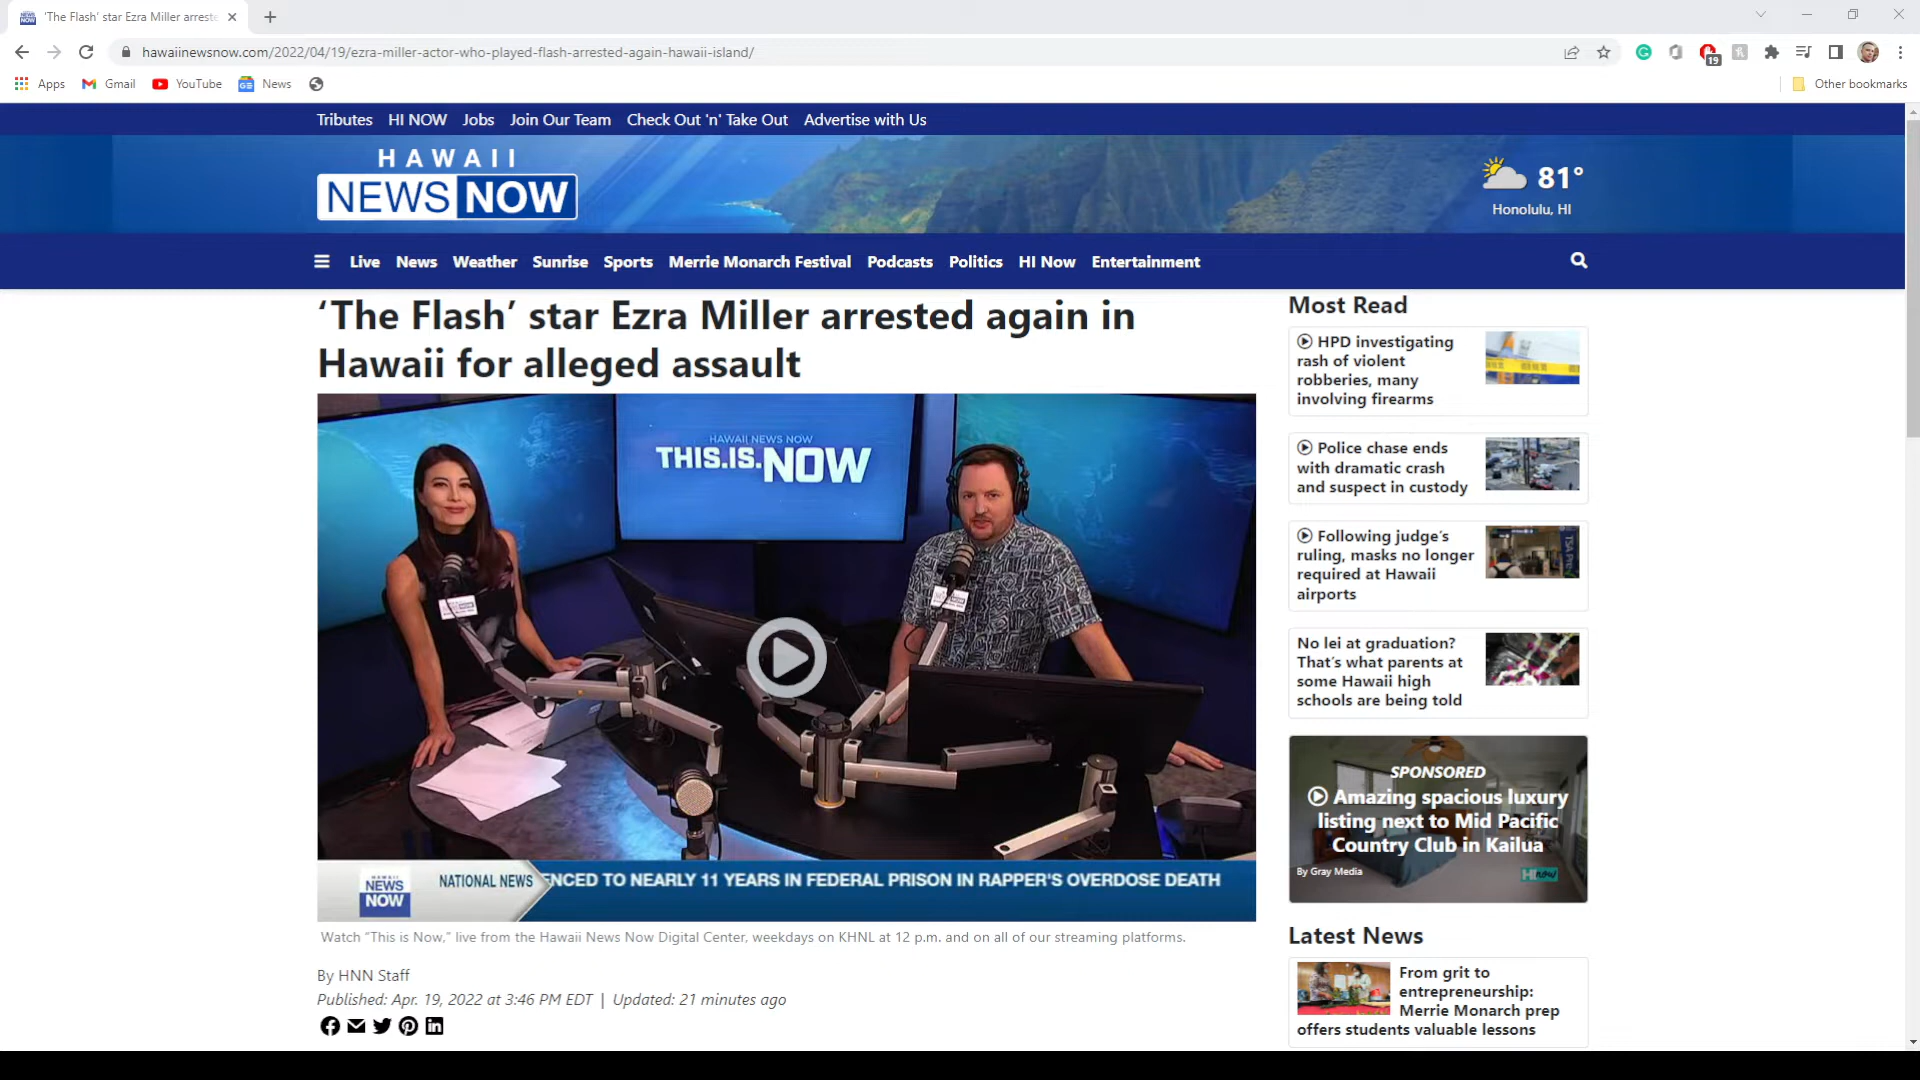 'The Flash' star Ezra Miller arreste
hawaiinewsnow.com/2022/04/19/ezra-miller-actor-who-played-flash-arrested-again-hawaii-island/
19
Apps Gmail YouTube News Other bookmarks
Tributes HI NOW Jobs Join Our Team Check Out 'n' Take Out Advertise with Us
HAWAII
NEWS NOW
81°
Honolulu, HI
Live News Weather Sunrise Sports Merrie Monarch Festival Podcasts Politics HI Now Entertainment
‘The Flash’ star Ezra Miller arrested again in
Hawaii for alleged assault
HAWAII NEWS NOW
THIS.IS.NOW
HAWAII
NEWS
NOW
NATIONAL NEWS
ENCED TO NEARLY 11 YEARS IN FEDERAL PRISON IN RAPPER'S OVERDOSE DEATH
Watch “This is Now,” live from the Hawaii News Now Digital Center, weekdays on KHNL at 12 p.m. and on all of our streaming platforms.
By HNN Staff
Published: Apr. 19, 2022 at 3:46 PM EDT | Updated: 21 minutes ago
Most Read
HPD investigating
rash of violent
robberies, many
involving firearms
Police chase ends
with dramatic crash
and suspect in custody
Following judge’s
ruling, masks no longer
required at Hawaii
airports
No lei at graduation?
That’s what parents at
some Hawaii high
schools are being told
SPONSORED
Amazing spacious luxury
listing next to Mid Pacific
Country Club in Kailua
By Gray Media
HI now
Latest News
From grit to
entrepreneurship:
Merrie Monarch prep
offers students valuable lessons